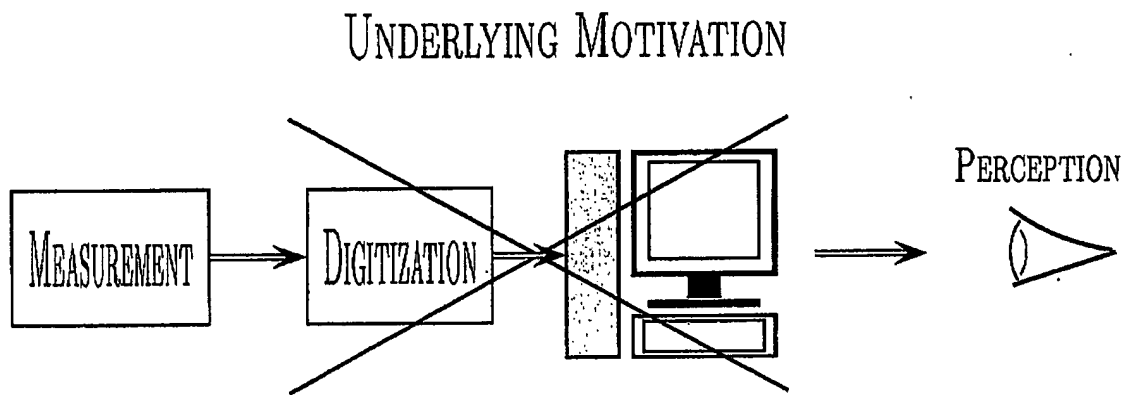 UNDERLYING MOTIVATION
PERCEPTION
MEASUREMENT
DIGITIZATION